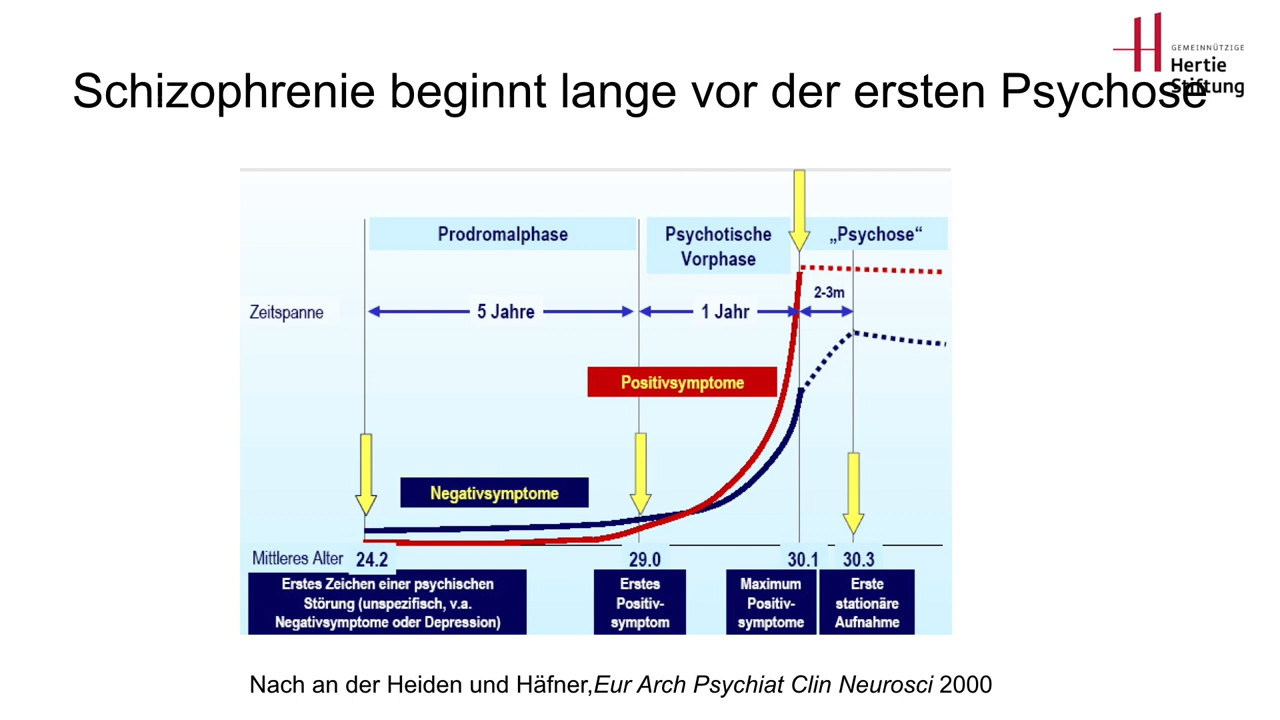 GEMEINNÜTZIGE
Hertie
Stiftung
Schizophrenie beginnt lange vor der ersten Psychose
Prodromalphase
Psychotische
Vorphase
„Psychose“
Zeitspanne
5 Jahre
1 Jahr
2-3m
Positivsymptome
Negativsymptome
Mittleres Alter 24.2 29.0 30.1 30.3
Erstes Zeichen einer psychischen
Störung (unspezifisch, v.a.
Negativsymptome oder Depression)
Erstes
Positiv-
symptom
Maximum
Positiv-
symptome
Erste
stationäre
Aufnahme
Nach an der Heiden und Häfner,Eur Arch Psychiat Clin Neurosci 2000